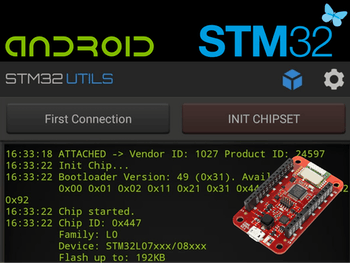 ANDROID
STM32
STM32 UTILS
First Connection
INIT CHIPSET
16:33:18 ATTACHED -> Vendor ID: 1027 Product ID: 24597
16:33:22 Init Chip...
16:33:22 Bootloader Version: 49 (0x31). Avai
0x00 0x01 0x02 0x11 0x21 0x31 0x44
0x92
16:33:22 Chip started.
16:33:22 Chip ID: 0x447
Family: L0
Device: STM32L07xxx/08xxx
Flash up to: 192KB